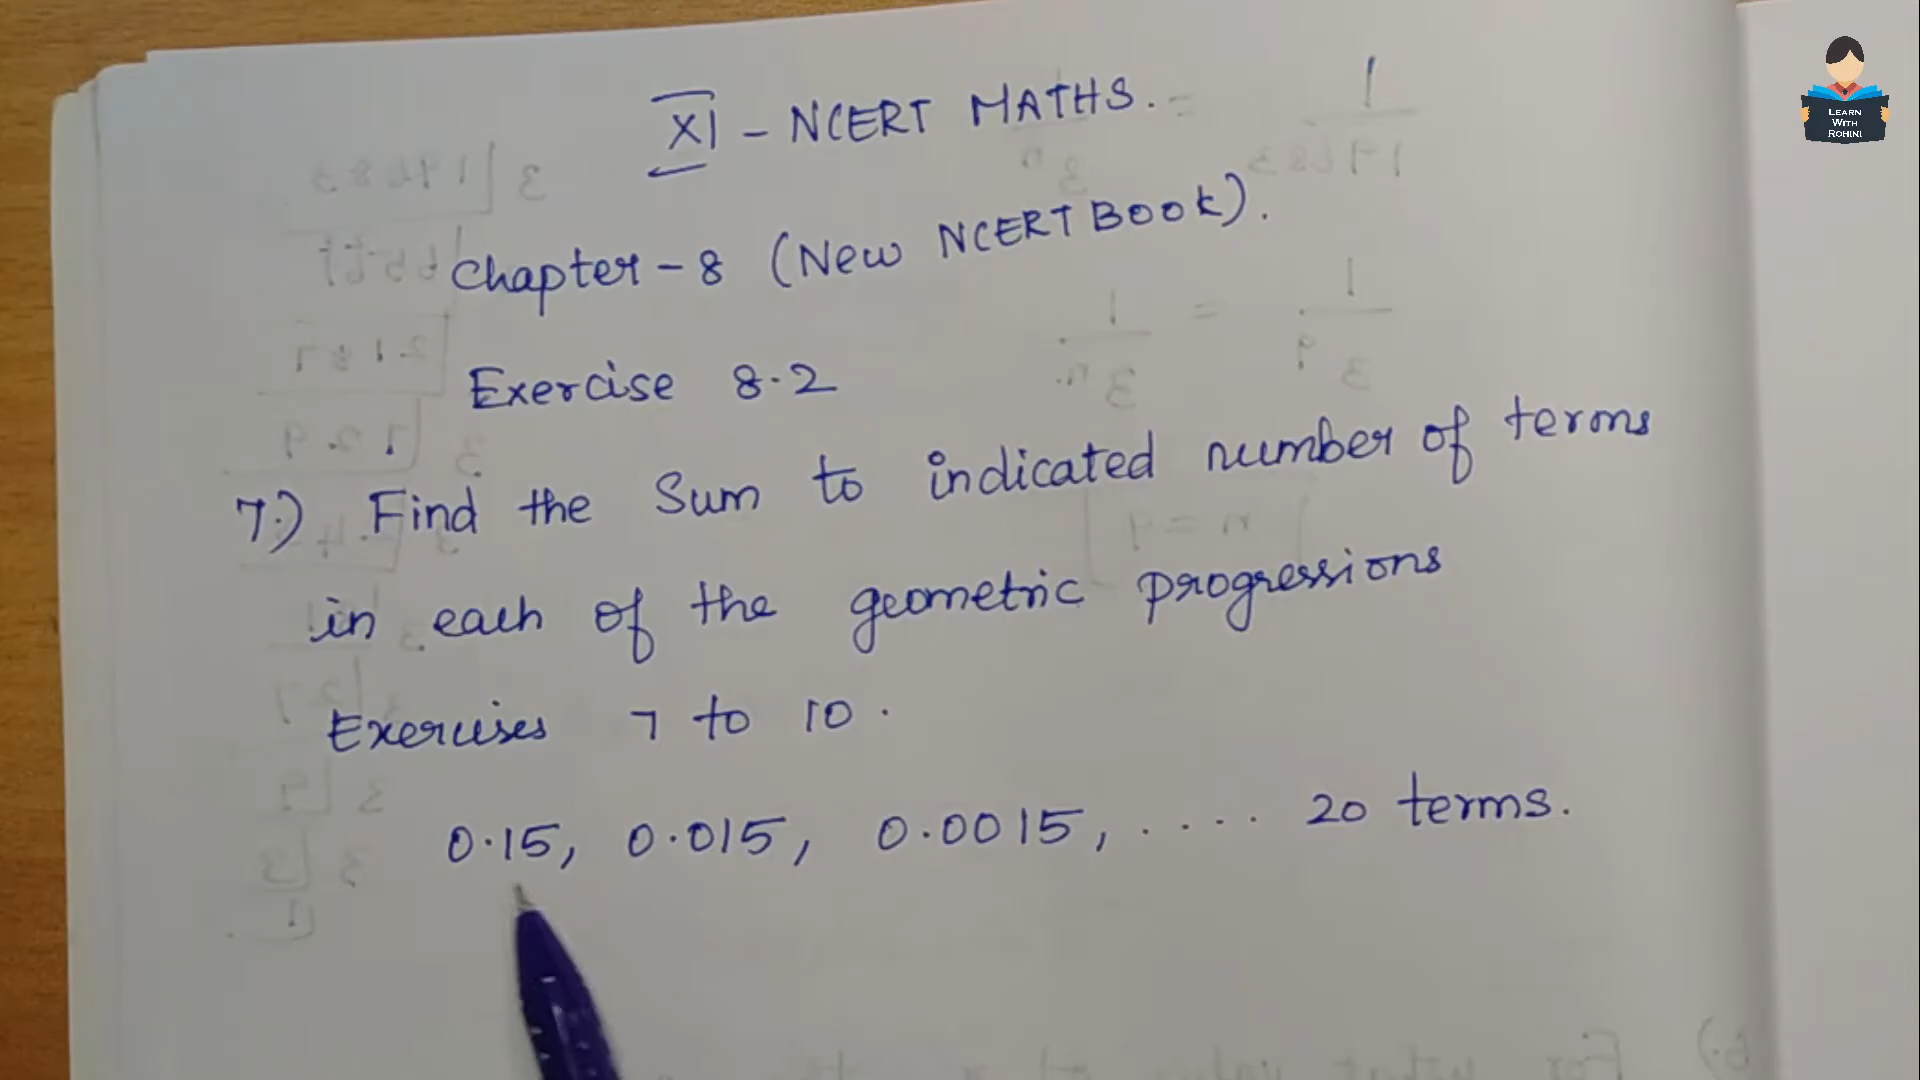 XI - NCERT MATHS.
Chapter - 8 (New NCERT Book).
Exercise 8.2
7.) Find the Sum to indicated number of terms
in each of the geometric progressions
Exercises 7 to 10.
0.15, 0.015, 0.0015, .... 20 terms.
LEARN
WITH
ROHINI